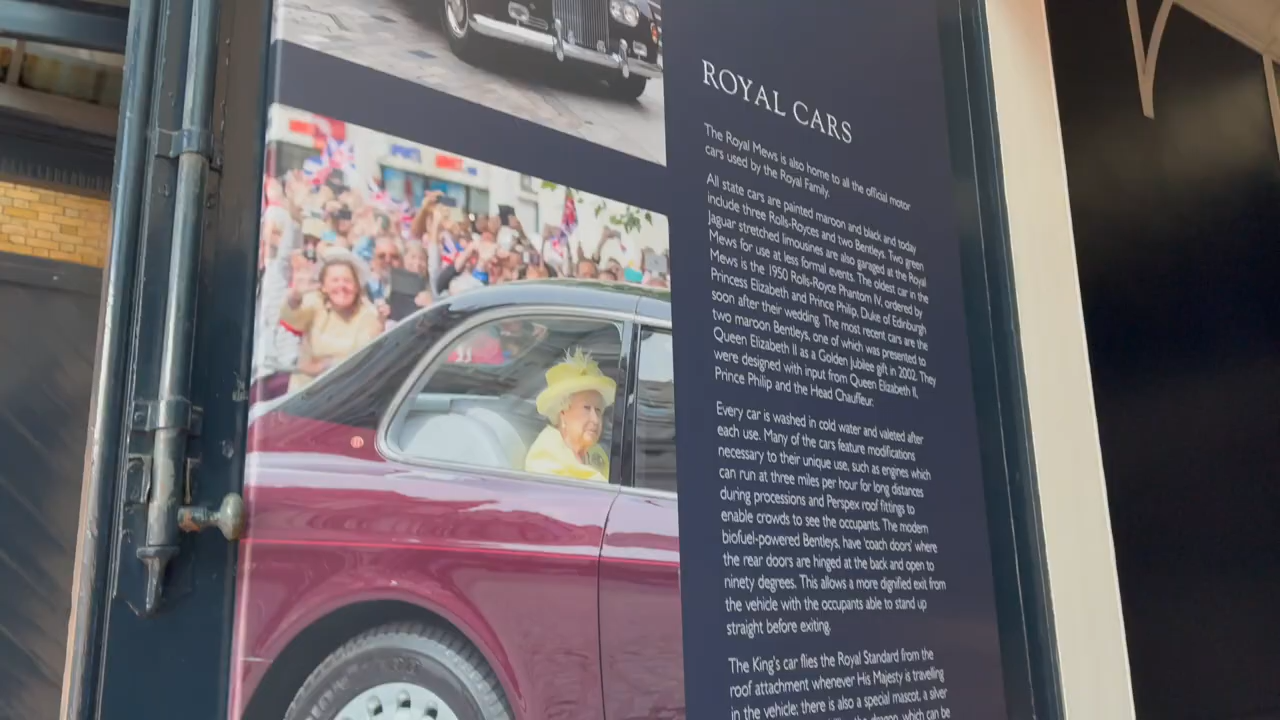 ROYAL CARS
The Royal Mews is also home to all the official motor
cars used by the Royal Family.
All state cars are painted maroon and black and today
include three Rolls-Royces and two Bentleys. Two green
Jaguar stretched limousines are also garaged at the Royal
Mews for use at less formal events. The oldest car in the
Mews is the 1950 Rolls-Royce Phantom IV, ordered by
Princess Elizabeth and Prince Philip, Duke of Edinburgh
soon after their wedding. The most recent cars are the
two maroon Bentleys, one of which was presented to
Queen Elizabeth II as a Golden Jubilee gift in 2002. They
were designed with input from Queen Elizabeth II,
Prince Philip and the Head Chauffeur.
Every car is washed in cold water and valeted after
each use. Many of the cars feature modifications
necessary to their unique use, such as engines which
can run at three miles per hour for long distances
during processions and Perspex roof fittings to
enable crowds to see the occupants. The modern
biofuel-powered Bentleys, have 'coach doors' where
the rear doors are hinged at the back and open to
ninety degrees. This allows a more dignified exit from
the vehicle with the occupants able to stand up
straight before exiting.
The King's car flies the Royal Standard from the
roof attachment whenever His Majesty is travelling
in the vehicle; there is also a special mascot, a silver
the dragon, which can be